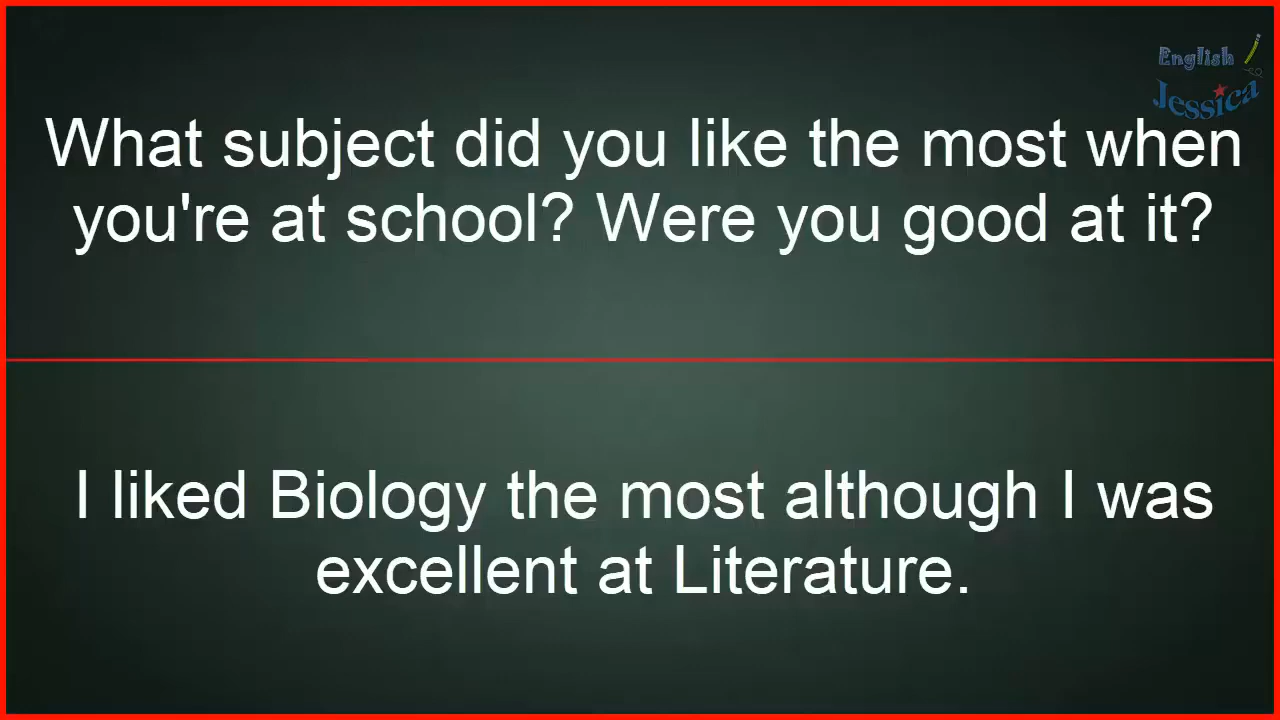 English
Jessica
What subject did you like the most when
you're at school? Were you good at it?
I liked Biology the most although I was
excellent at Literature.